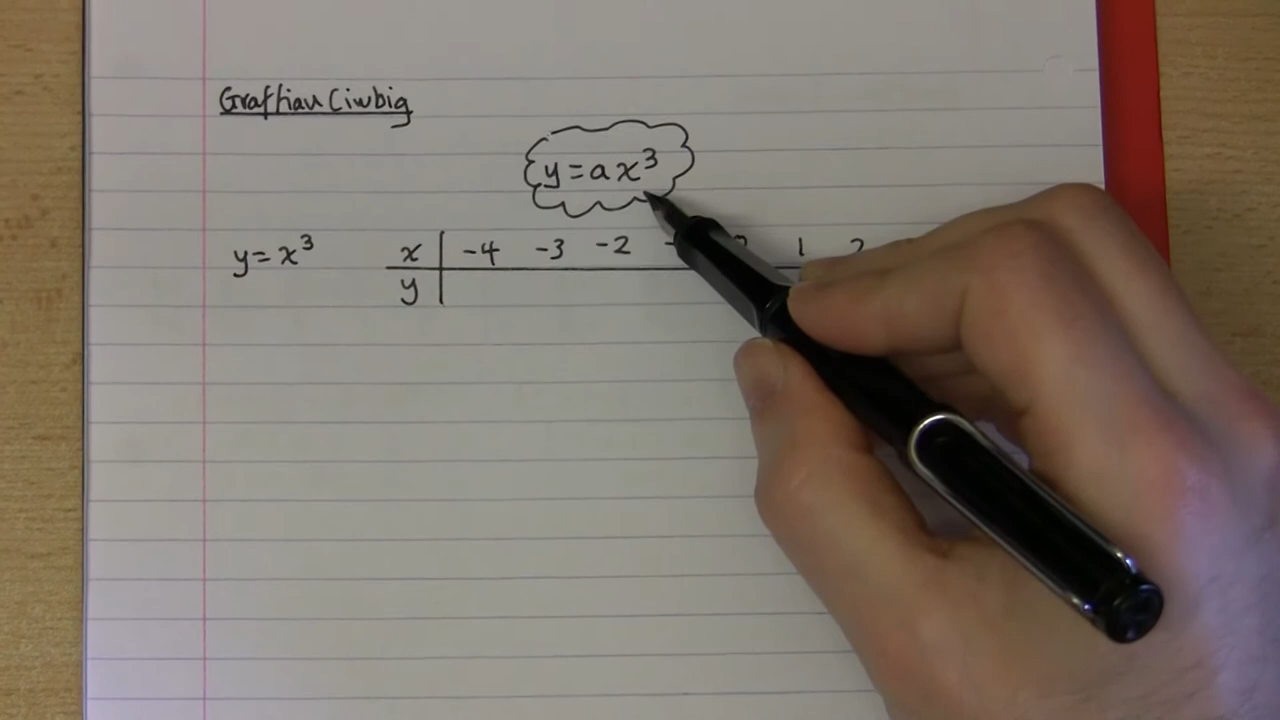 Graffiau Ciwbig
y=ax³
y=x³
x -4 -3 -2 - 1 2
y